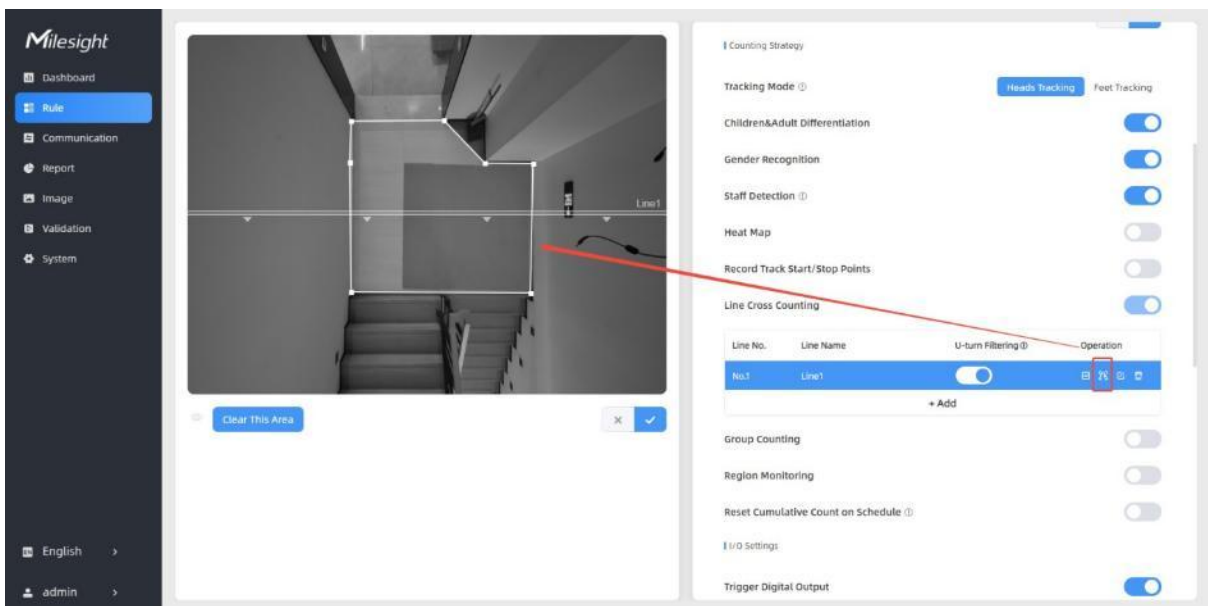 Milesight
Dashboard
Rule
Communication
Report
Image
Validation
System
English
admin
Line1
Clear This Area
Counting Strategy
Tracking Mode
Heads Tracking Feet Tracking
Children&Adult Differentiation
Gender Recognition
Staff Detection
Heat Map
Record Track Start/Stop Points
Line Cross Counting
Line No. Line Name U-turn Filtering Operation
No.1 Line1
+ Add
Group Counting
Region Monitoring
Reset Cumulative Count on Schedule
I/O Settings
Trigger Digital Output